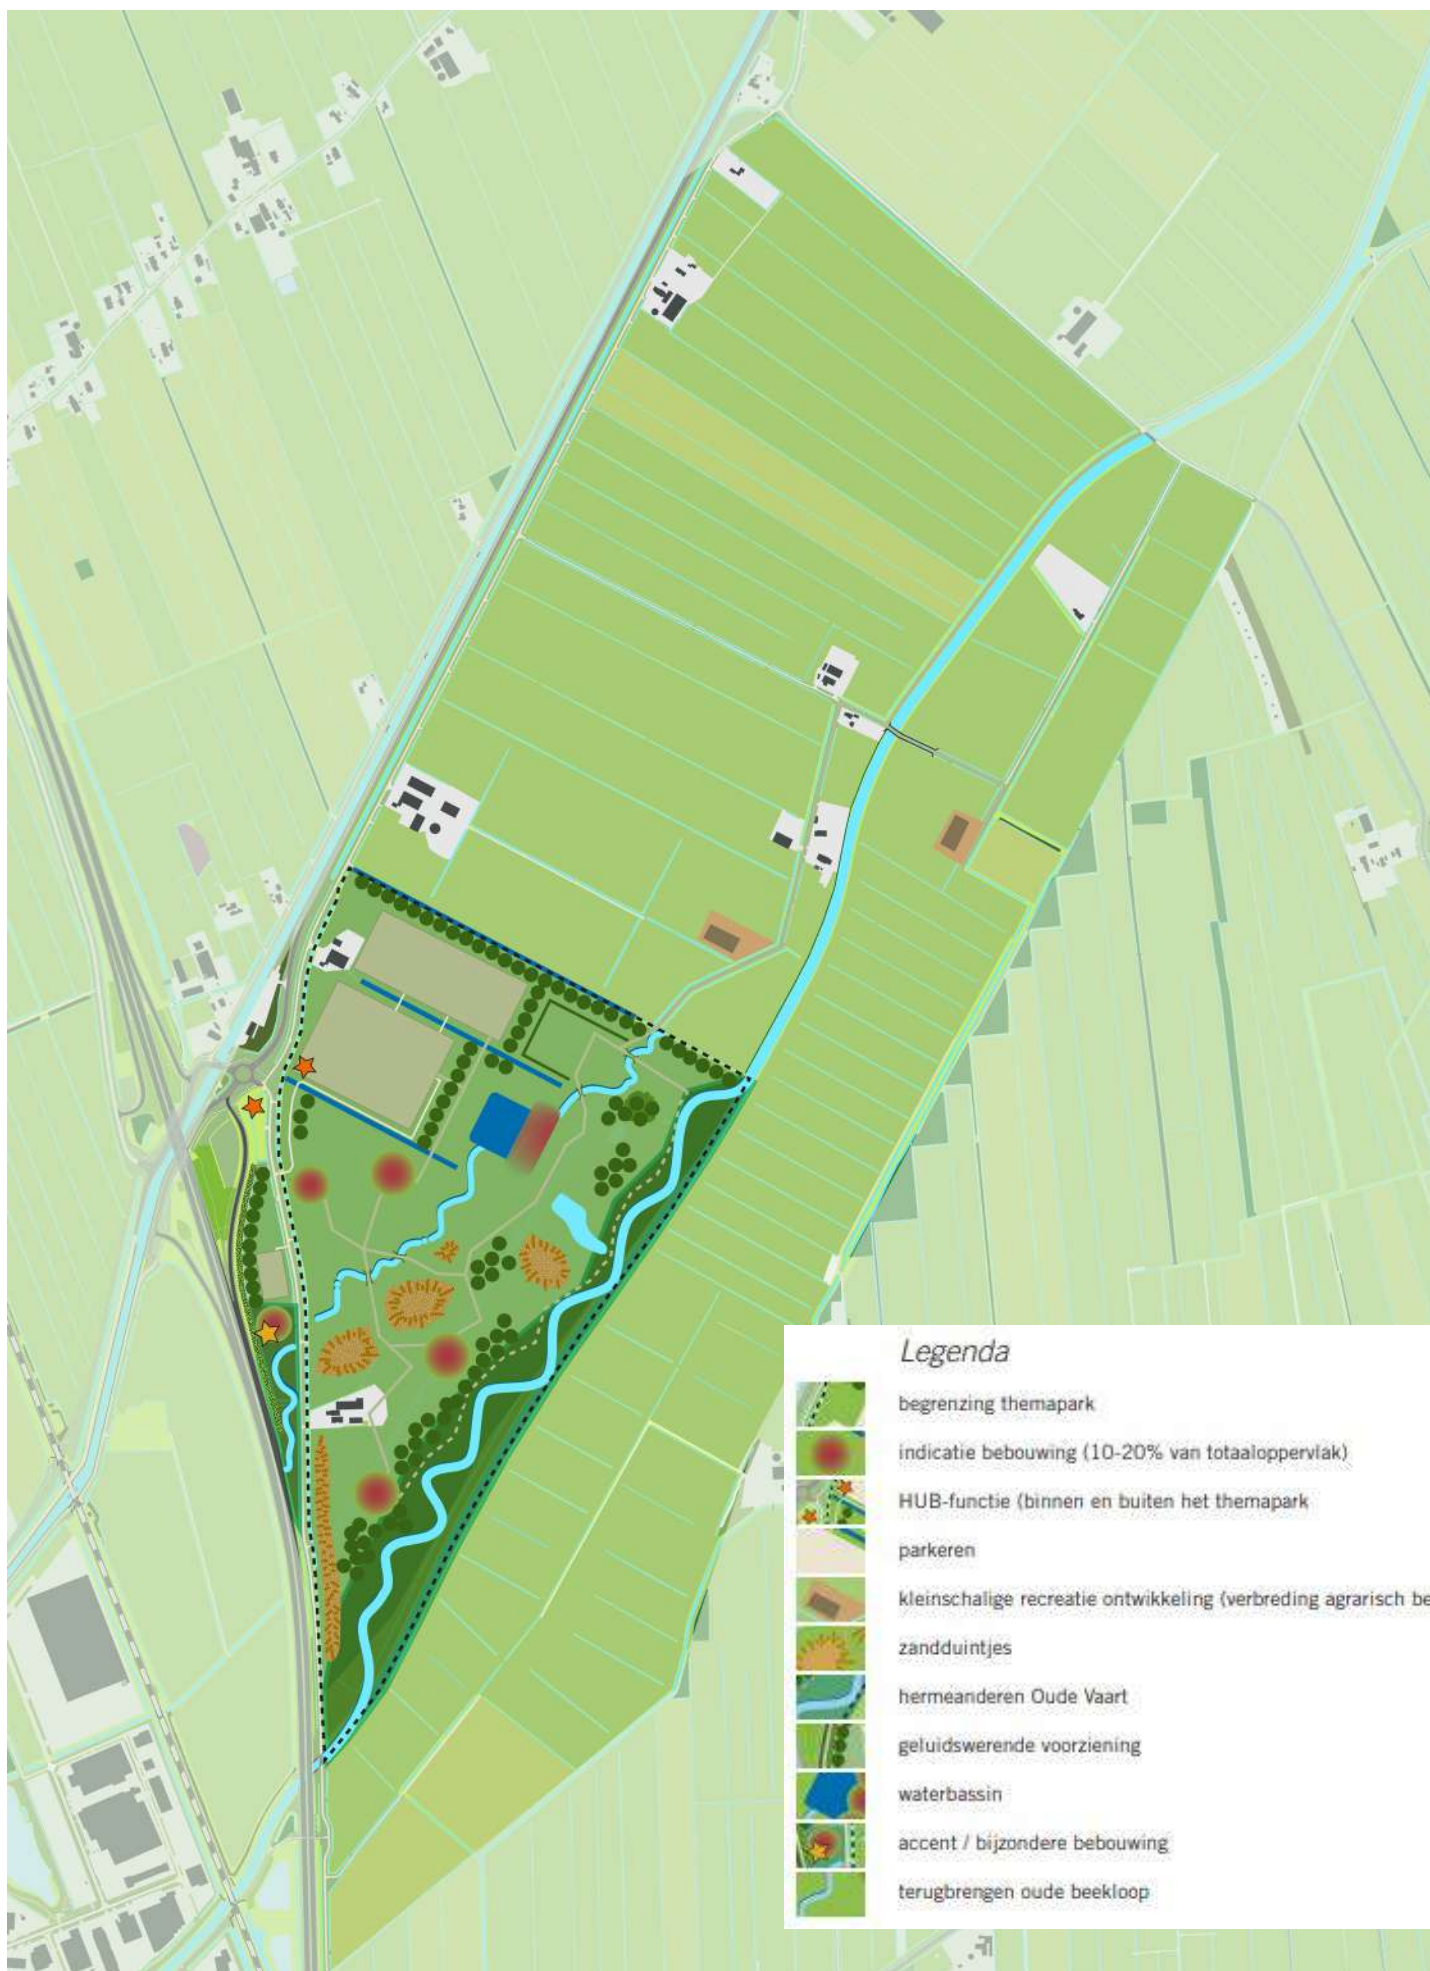 Legenda
begrenzing themapark
indicatie bebouwing (10-20% van totaaloppervlak)
HUB-functie (binnen en buiten het themapark
parkeren
kleinschalige recreatie ontwikkeling (verbreding agrarisch be
zandduintjes
hermeanderen Oude Vaart
geluidswerende voorziening
waterbassin
accent / bijzondere bebouwing
terugbrengen oude beekloop